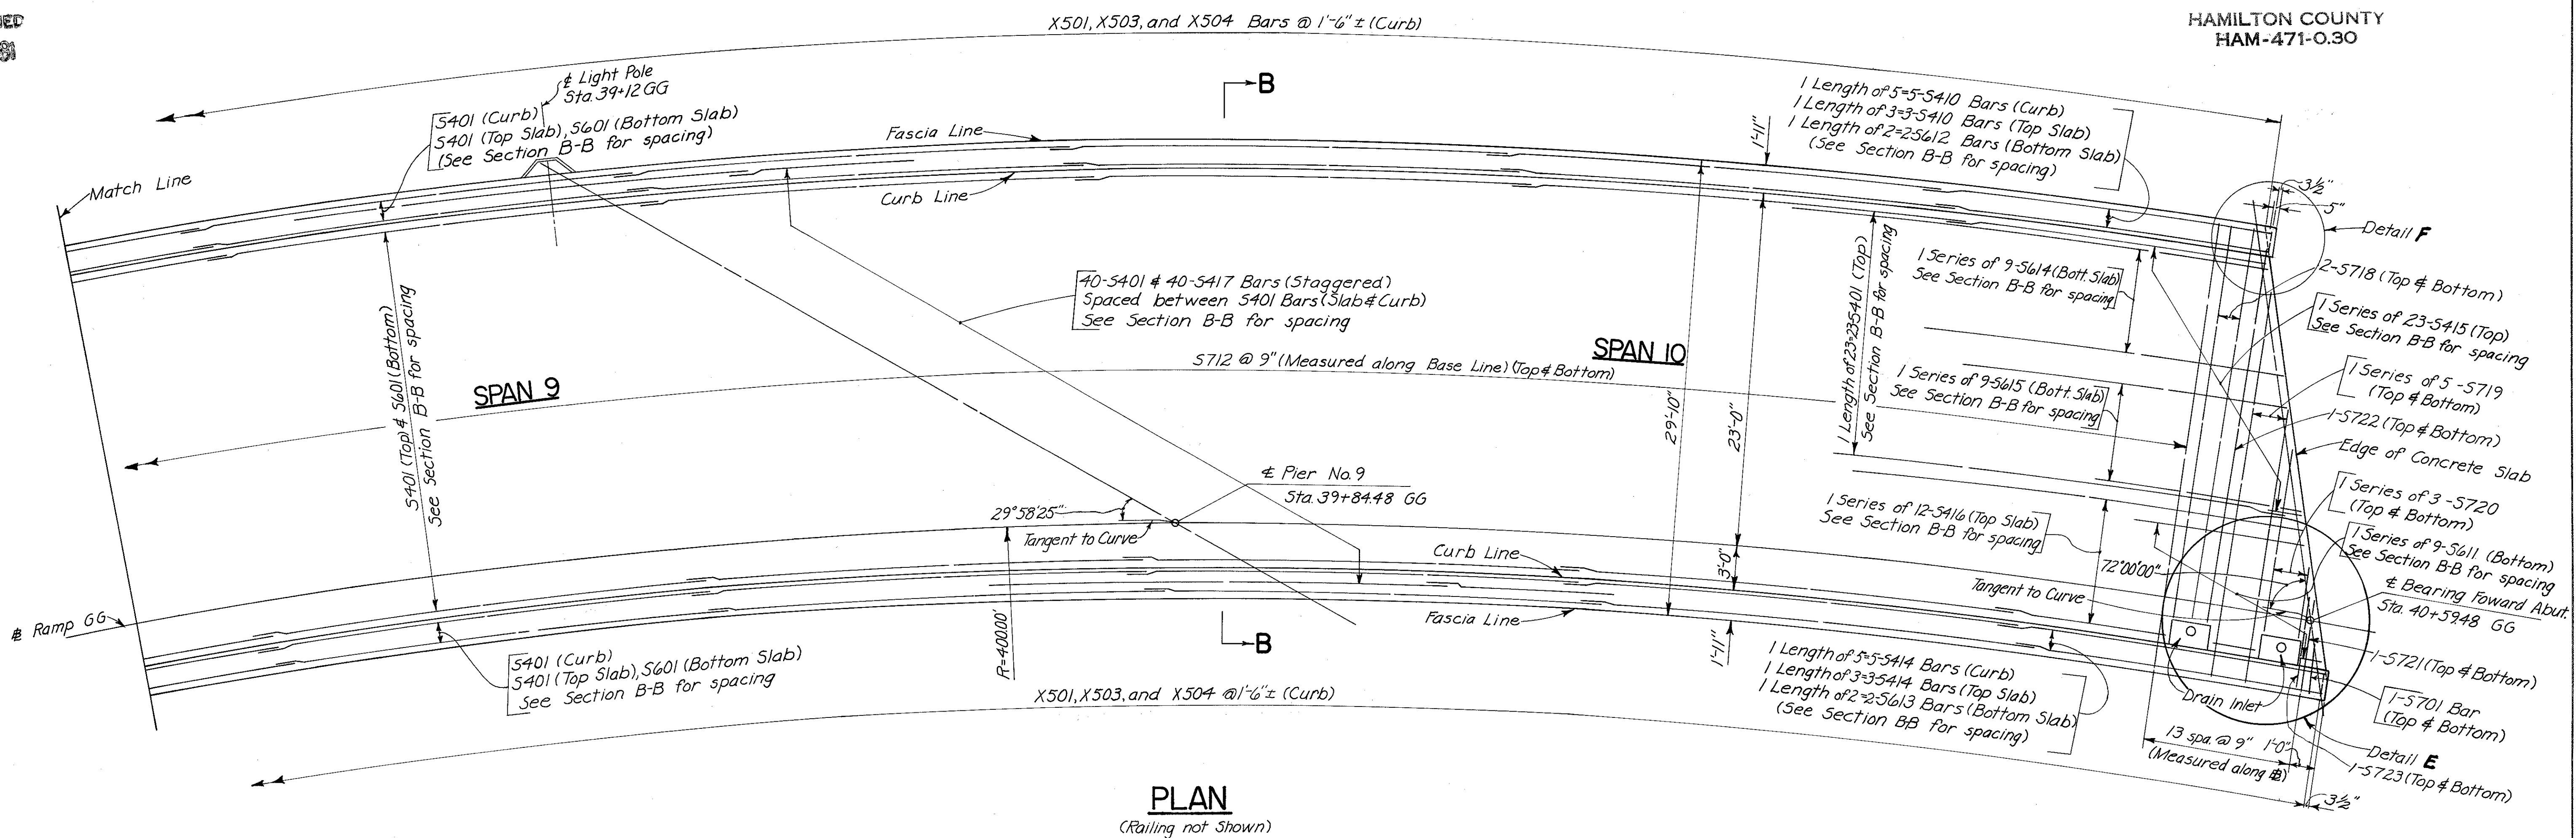 HAMILTON COUNTY
HAM-471-0.30
X501, X503, and X504 Bars @ 1'-6" ± (Curb)
℄ Light Pole
Sta. 39+12 GG
S401 (Curb)
S401 (Top Slab), S601 (Bottom Slab)
(See Section B-B for spacing)
Match Line
Fascia Line
Curb Line
B
1 Length of 5=5-S410 Bars (Curb)
1 Length of 3=3-S410 Bars (Top Slab)
1 Length of 2=2-S612 Bars (Bottom Slab)
(See Section B-B for spacing)
1'-11"
3½"
5"
Detail F
2-S718 (Top & Bottom)
1 Series of 23-S415 (Top)
See Section B-B for spacing
1 Series of 5-S719
(Top & Bottom)
1-S722 (Top & Bottom)
Edge of Concrete Slab
1 Series of 3-S720
(Top & Bottom)
1 Series of 9-S611 (Bottom)
See Section B-B for spacing
℄ Bearing Foward Abut.
Sta. 40+59.48 GG
1-S721 (Top & Bottom)
1-S701 Bar
(Top & Bottom)
Detail E
1-S723 (Top & Bottom)
3½"
1 Series of 9-S614 (Bott. Slab)
See Section B-B for spacing
1 Series of 9-S615 (Bott. Slab)
See Section B-B for spacing
1 Length of 23=23-S401 (Top)
See Section B-B for spacing
40-S401 & 40-S417 Bars (Staggered)
Spaced between S401 Bars (Slab & Curb)
See Section B-B for spacing
SPAN 10
S712 @ 9" (Measured along Base Line) (Top & Bottom)
SPAN 9
S401 (Top) & S601 (Bottom)
See Section B-B for spacing
29'-10"
23'-0"
3'-0"
℄ Pier No. 9
Sta. 39+84.48 GG
29°58'25"
Tangent to Curve
1 Series of 12-S416 (Top Slab)
See Section B-B for spacing
72°00'00"
Tangent to Curve
Curb Line
Fascia Line
R=400.00'
B
1'-11"
Ramp GG
S401 (Curb)
S401 (Top Slab), S601 (Bottom Slab)
See Section B-B for spacing
X501, X503, and X504 @ 1'-6" ± (Curb)
1 Length of 5=5-S414 Bars (Curb)
1 Length of 3=3-S414 Bars (Top Slab)
1 Length of 2=2-S613 Bars (Bottom Slab)
(See Section BB for spacing)
Drain Inlet
13 spa. @ 9" 1'-0"
(Measured along ℄)
PLAN
(Railing not Shown)